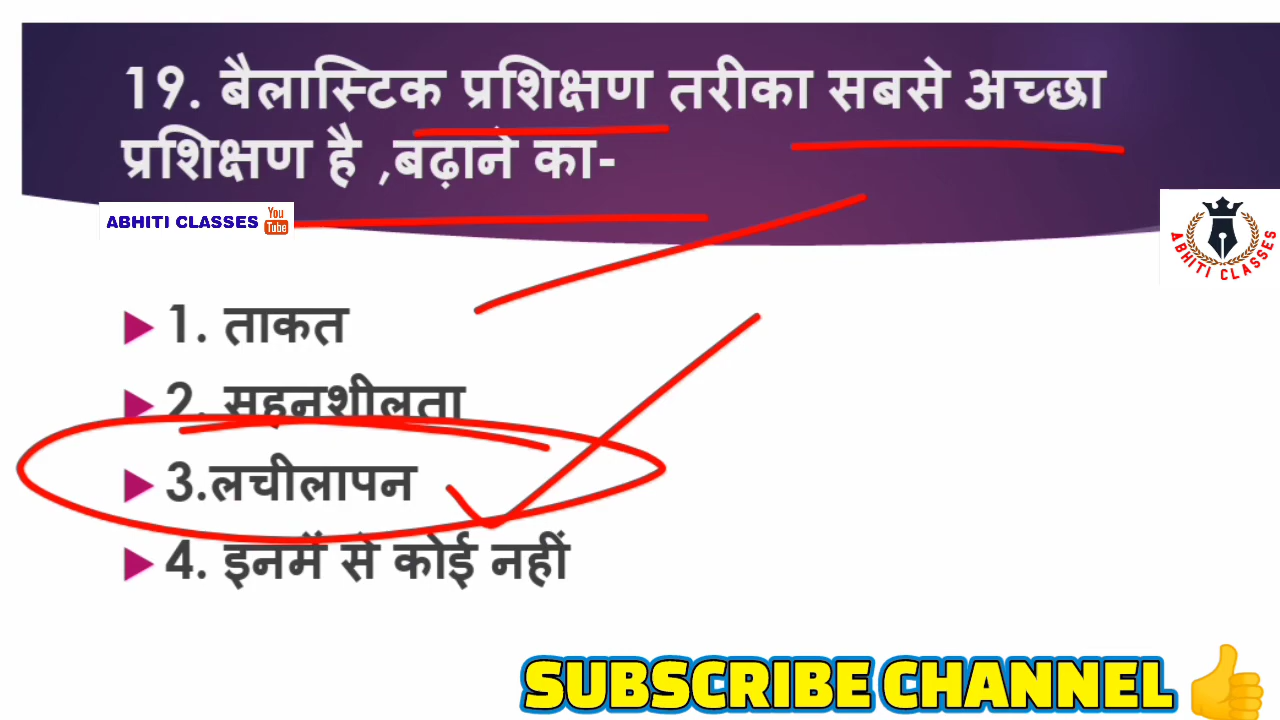 19. बैलास्टिक प्रशिक्षण तरीका सबसे अच्छा
प्रशिक्षण है ,बढ़ाने का-
ABHITI CLASSES
You
Tube
ABHITI CLASSES
1. ताकत
2. सहनशीलता
3.लचीलापन
4. इनमें से कोई नहीं
SUBSCRIBE CHANNEL